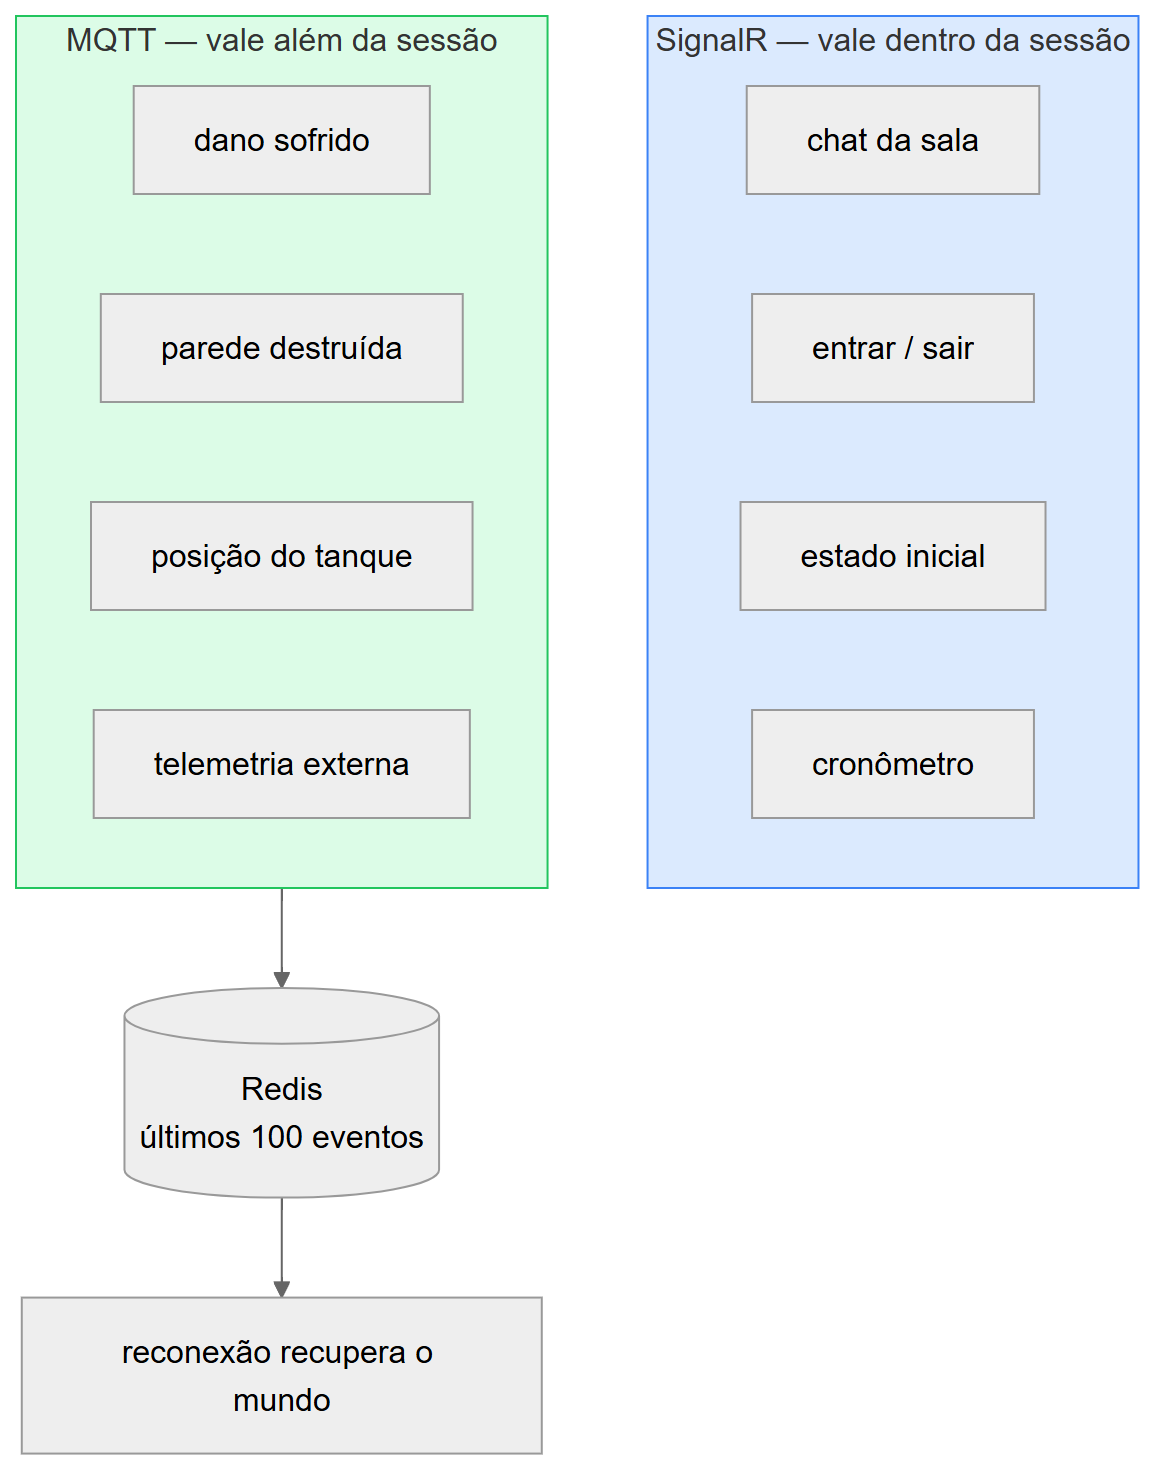 MQTT — vale além da sessão
dano sofrido
parede destruída
posição do tanque
telemetria externa
SignalR — vale dentro da sessão
chat da sala
entrar / sair
estado inicial
cronômetro
Redis
últimos 100 eventos
reconexão recupera o
mundo